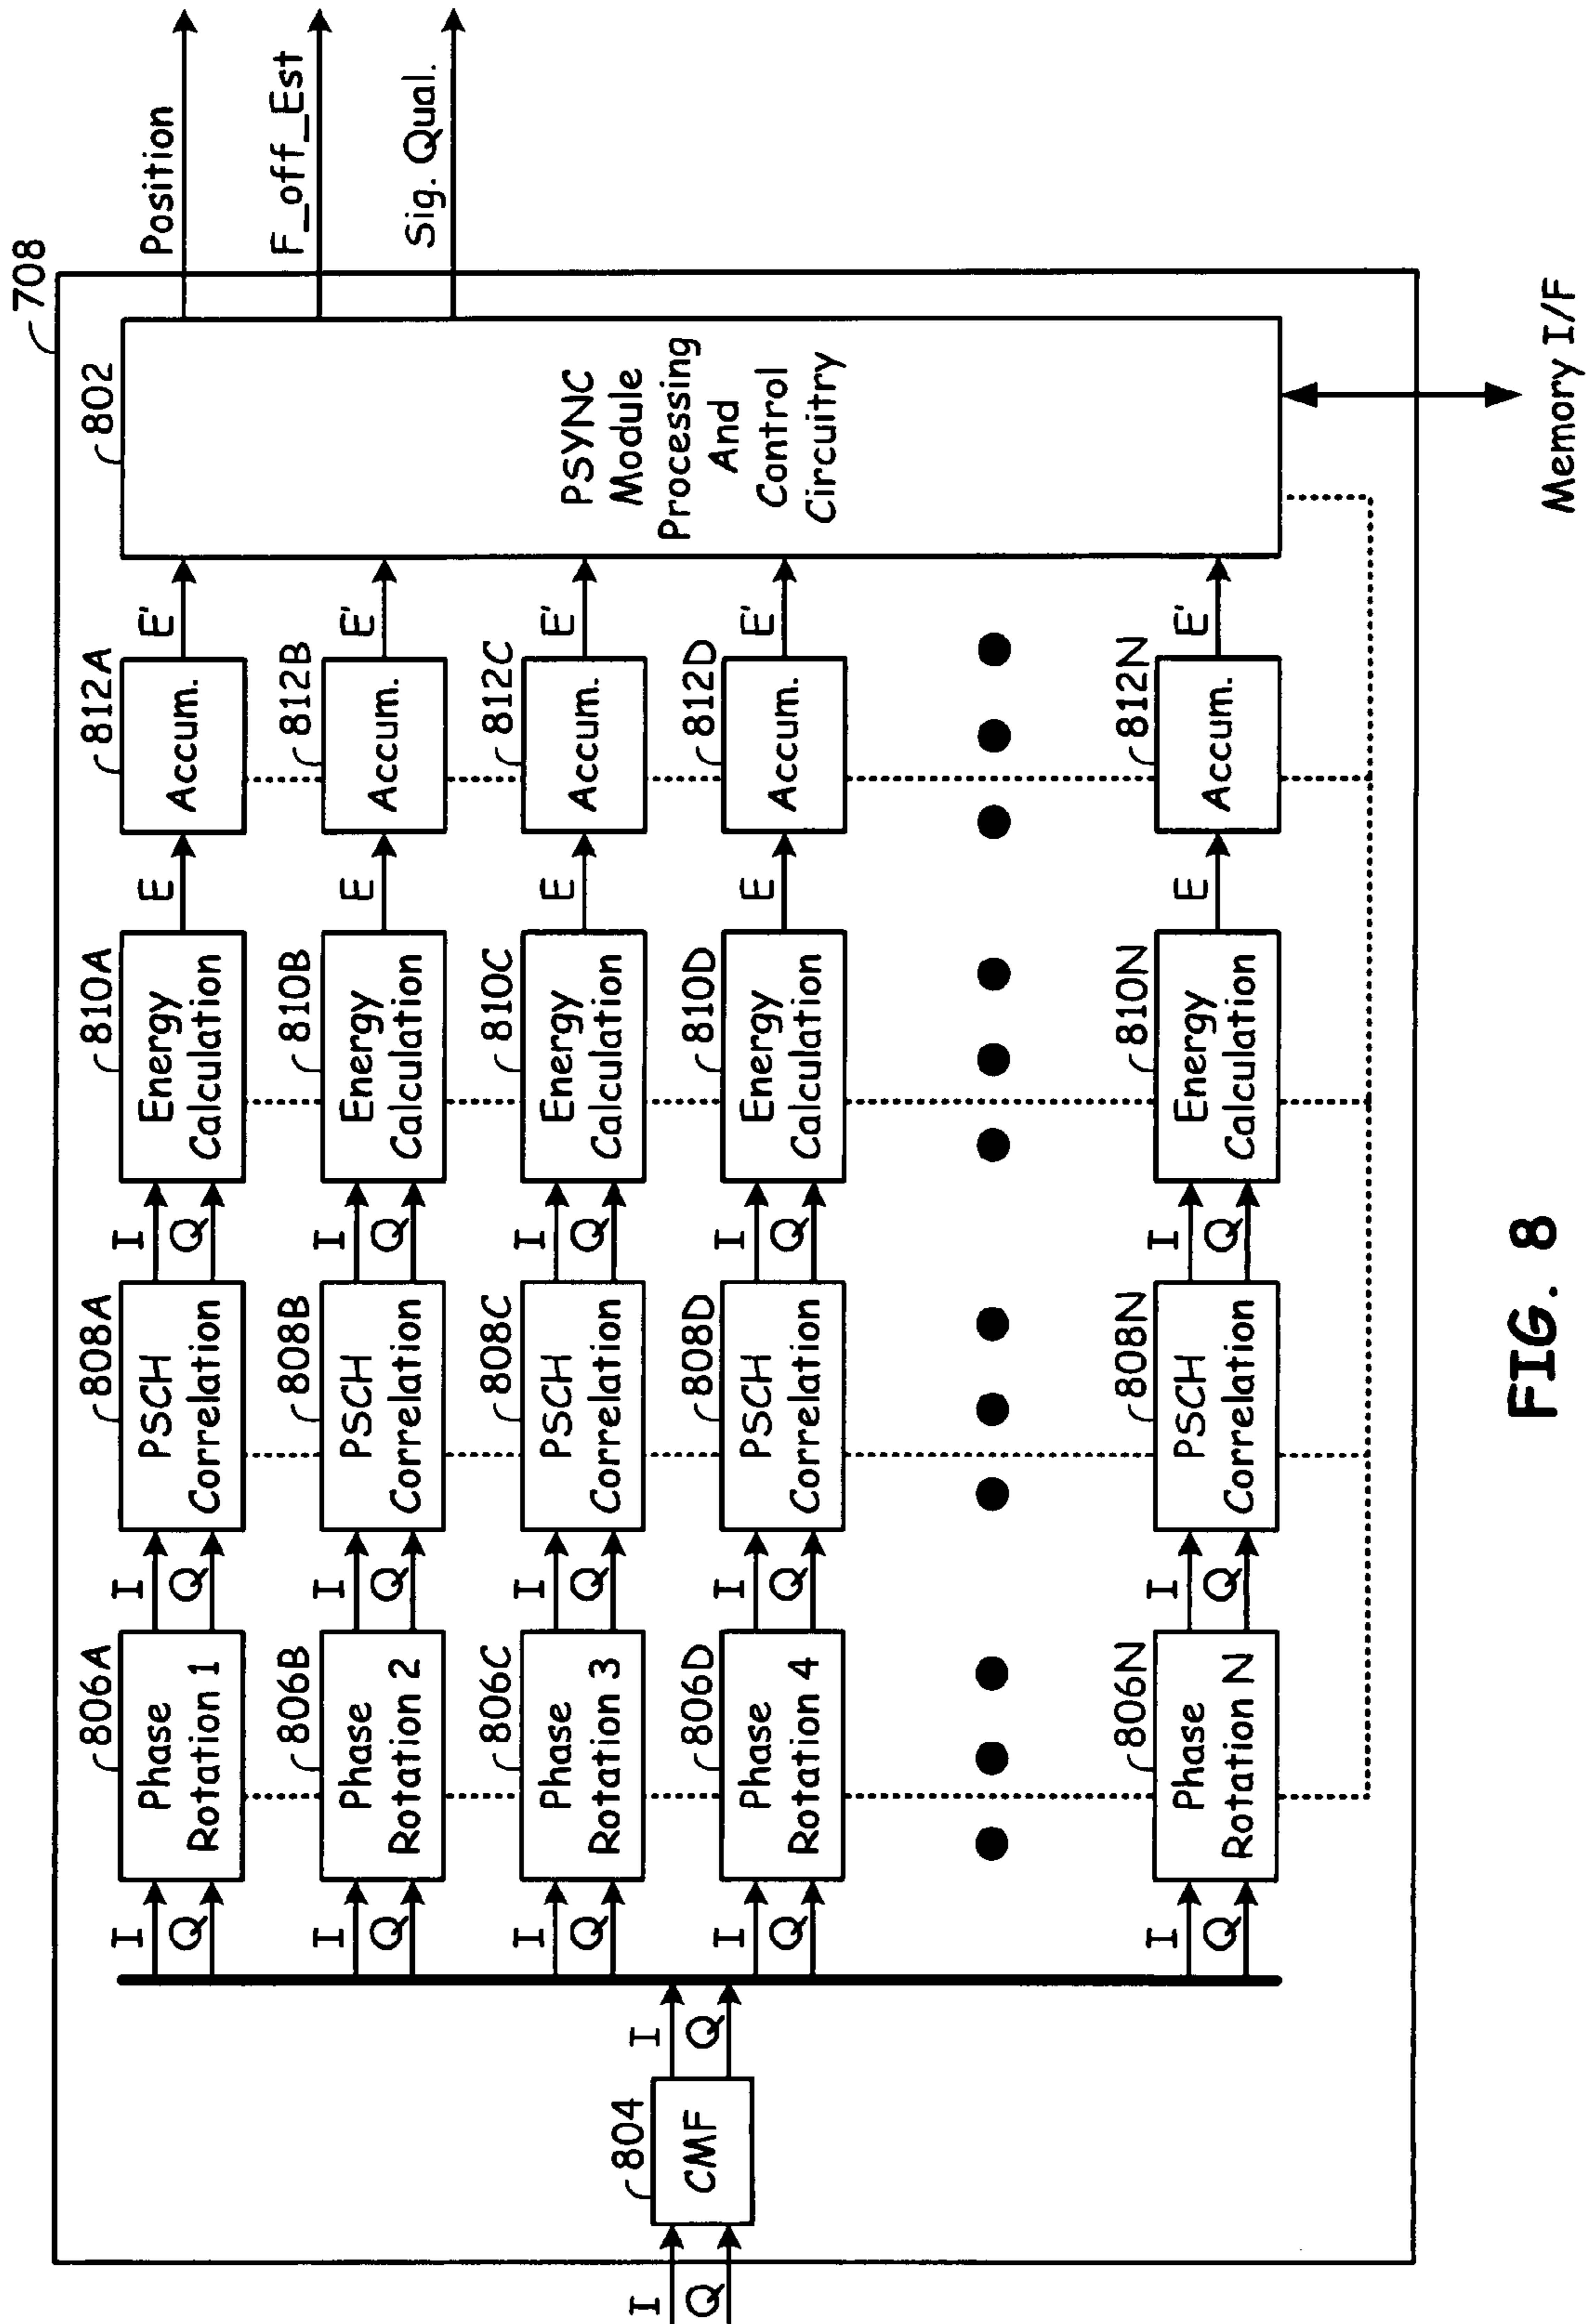 708
802
Position
F_off_Est
Sig. Qual.
I
Q
804
CMF
I
Q
I
Q
806A
Phase
Rotation 1
I
Q
808A
PSCH
Correlation
I
Q
810A
Energy
Calculation
E
812A
Accum.
E'
I
Q
806B
Phase
Rotation 2
I
Q
808B
PSCH
Correlation
I
Q
810B
Energy
Calculation
E
812B
Accum.
E'
I
Q
806C
Phase
Rotation 3
I
Q
808C
PSCH
Correlation
I
Q
810C
Energy
Calculation
E
812C
Accum.
E'
I
Q
806D
Phase
Rotation 4
I
Q
808D
PSCH
Correlation
I
Q
810D
Energy
Calculation
E
812D
Accum.
E'
I
Q
806N
Phase
Rotation N
I
Q
808N
PSCH
Correlation
I
Q
810N
Energy
Calculation
E
812N
Accum.
E'
PSYNC
Module
Processing
And
Control
Circuitry
Memory I/F
FIG. 8